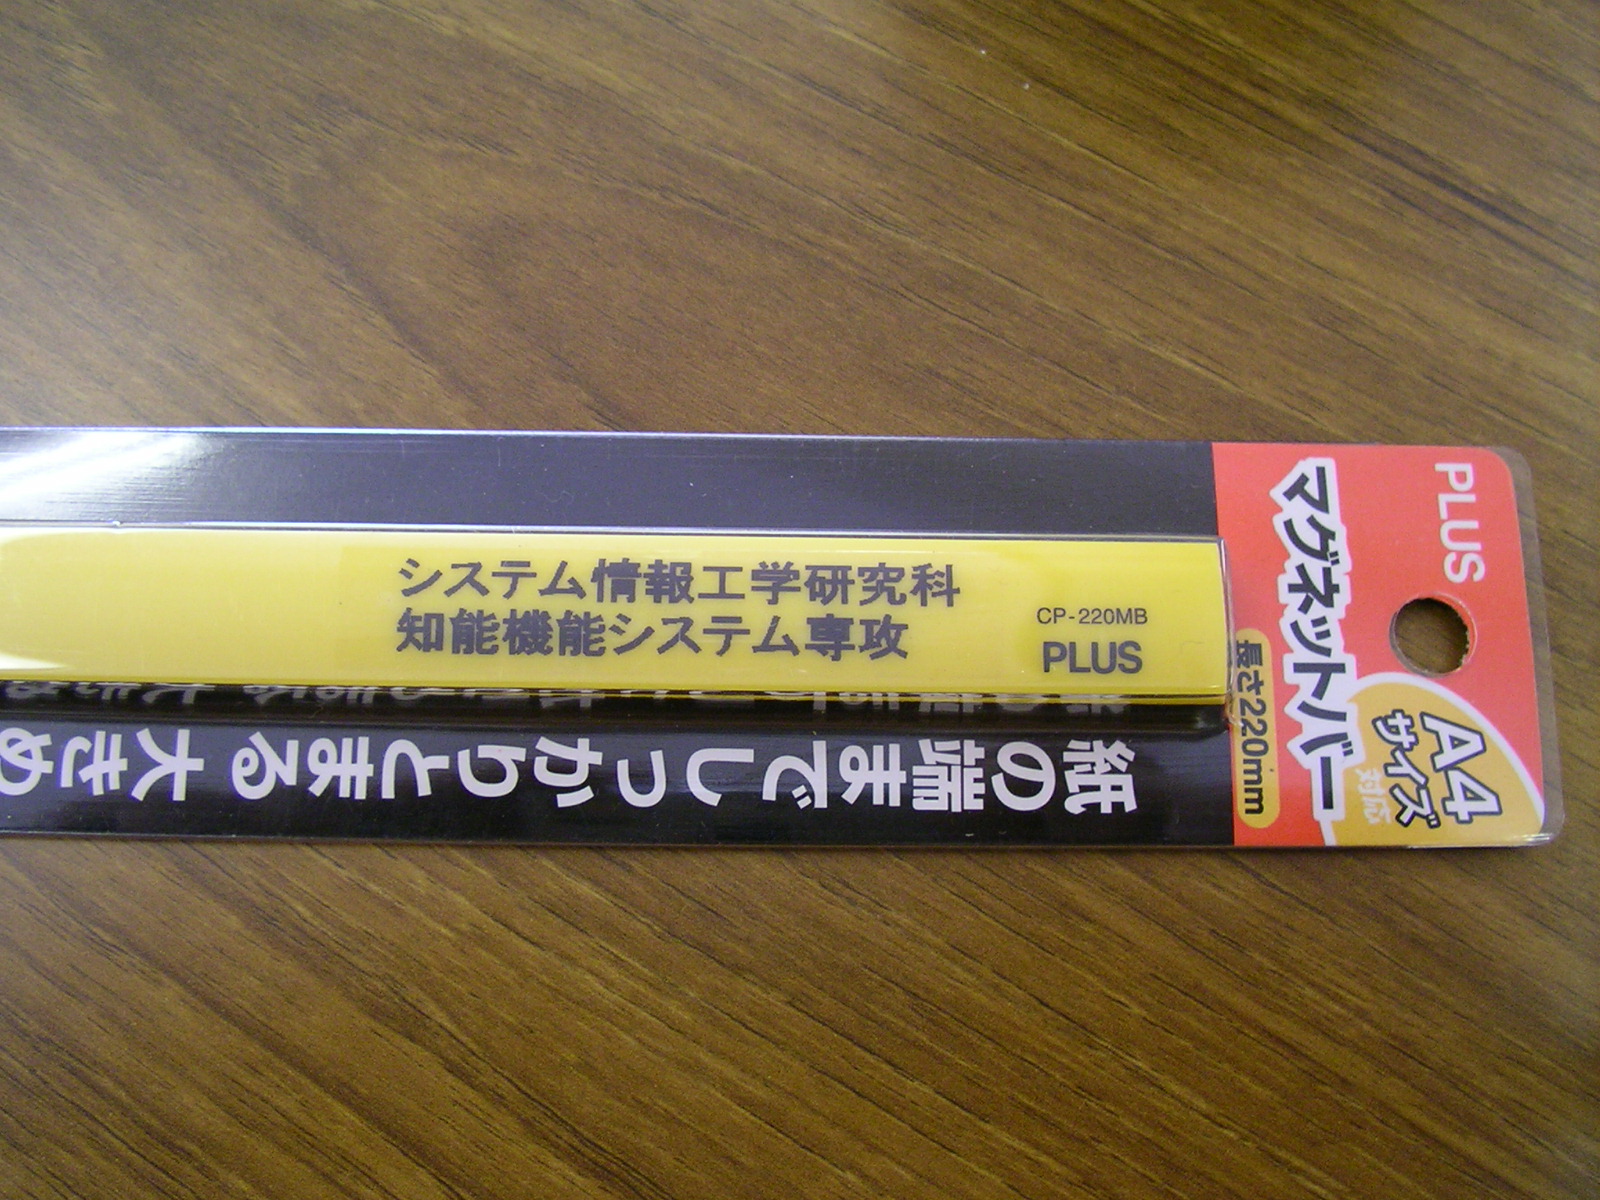 システム情報工学研究科
知能機能システム専攻
CP-220MB
PLUS
PLUS
マグネットバー
長さ220mm
A4
サイズ
対応
紙の端までしっかりとまる 大きめ